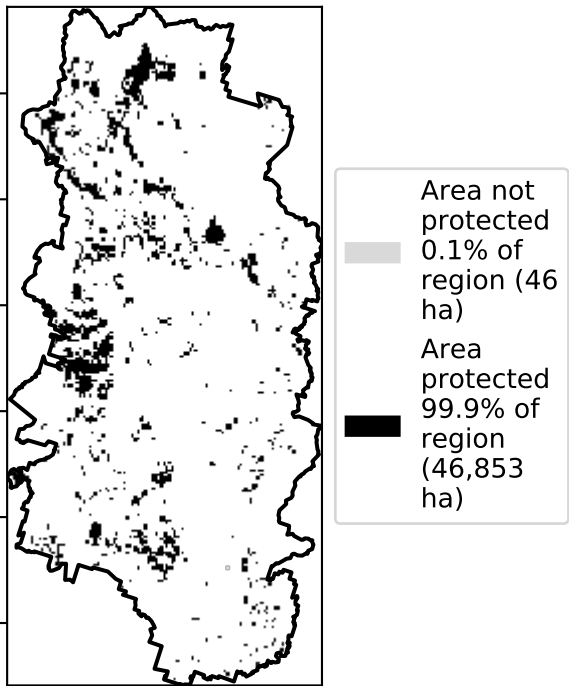 Area not
protected
0.1% of
region (46
ha)
Area
protected
99.9% of
region
(46,853
ha)